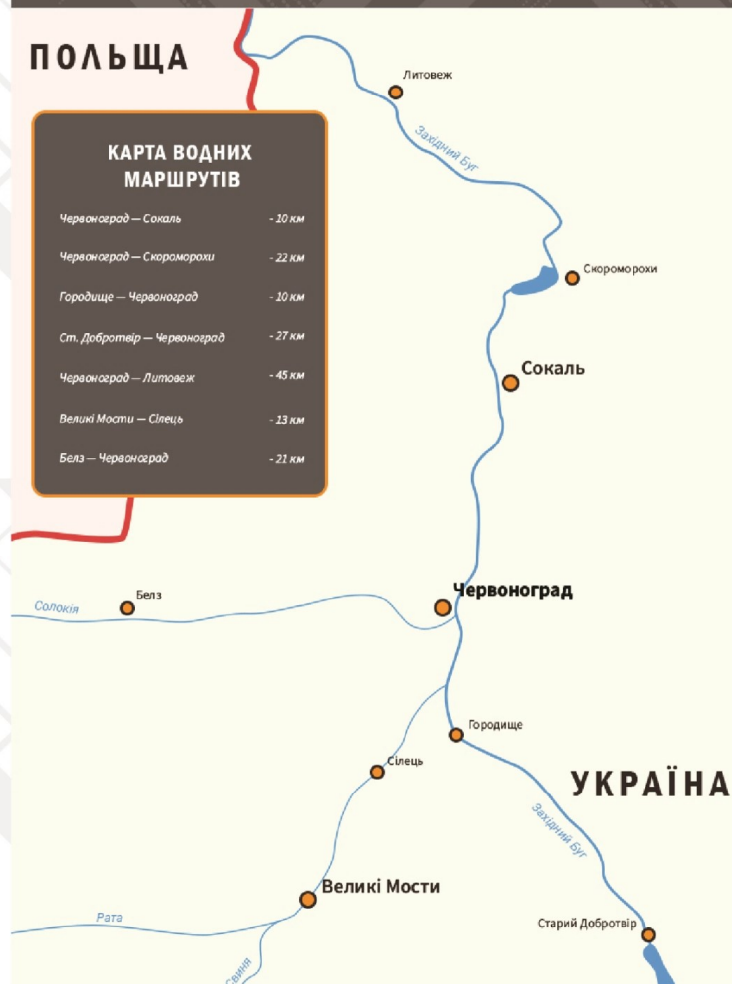 ПОЛЬЩА
КАРТА ВОДНИХ
МАРШРУТІВ
Червоноград — Сокаль - 10 км
Червоноград — Скороморохи - 22 км
Городище — Червоноград - 10 км
Ст. Добротвір — Червоноград - 27 км
Червоноград — Литовеж - 45 км
Великі Мости — Сілець - 13 км
Белз — Червоноград - 21 км
Литовеж
Західний Буг
Скороморохи
Сокаль
Червоноград
Белз
Солокія
Городище
Сілець
УКРАЇНА
Західний Буг
Великі Мости
Рата
Старий Добротвір
Свиня